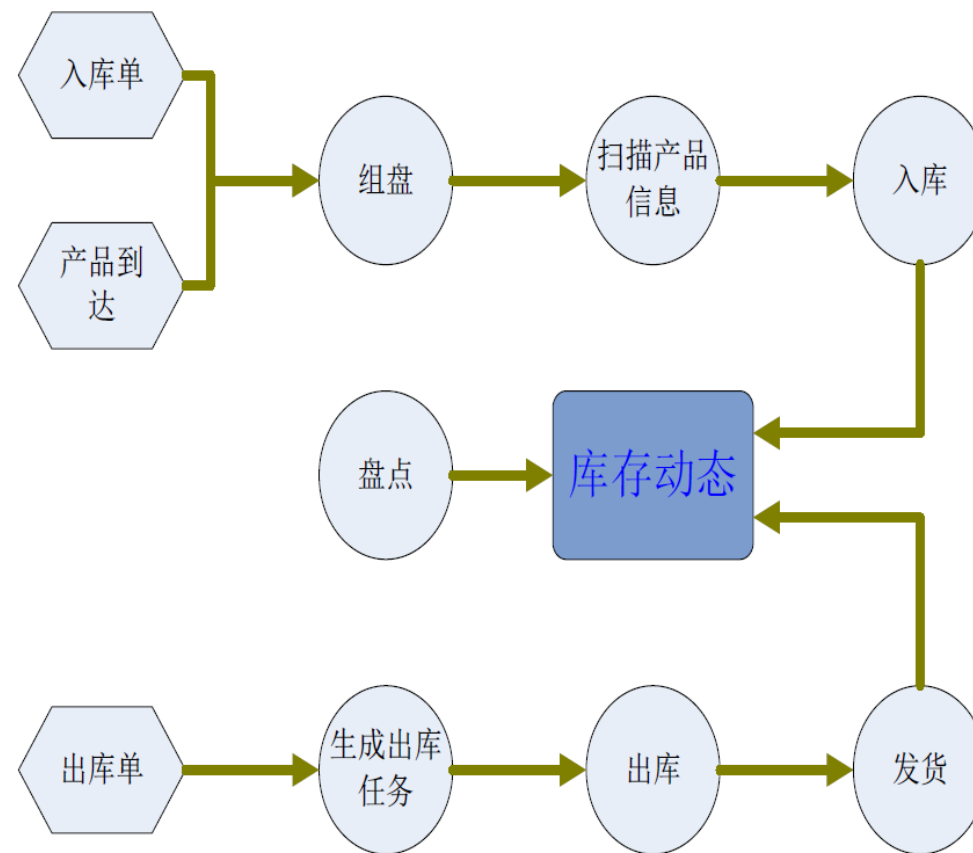 入库单
组盘
扫描产品
信息
入库
产品到
达
盘点
库存动态
出库单
生成出库
任务
出库
发货